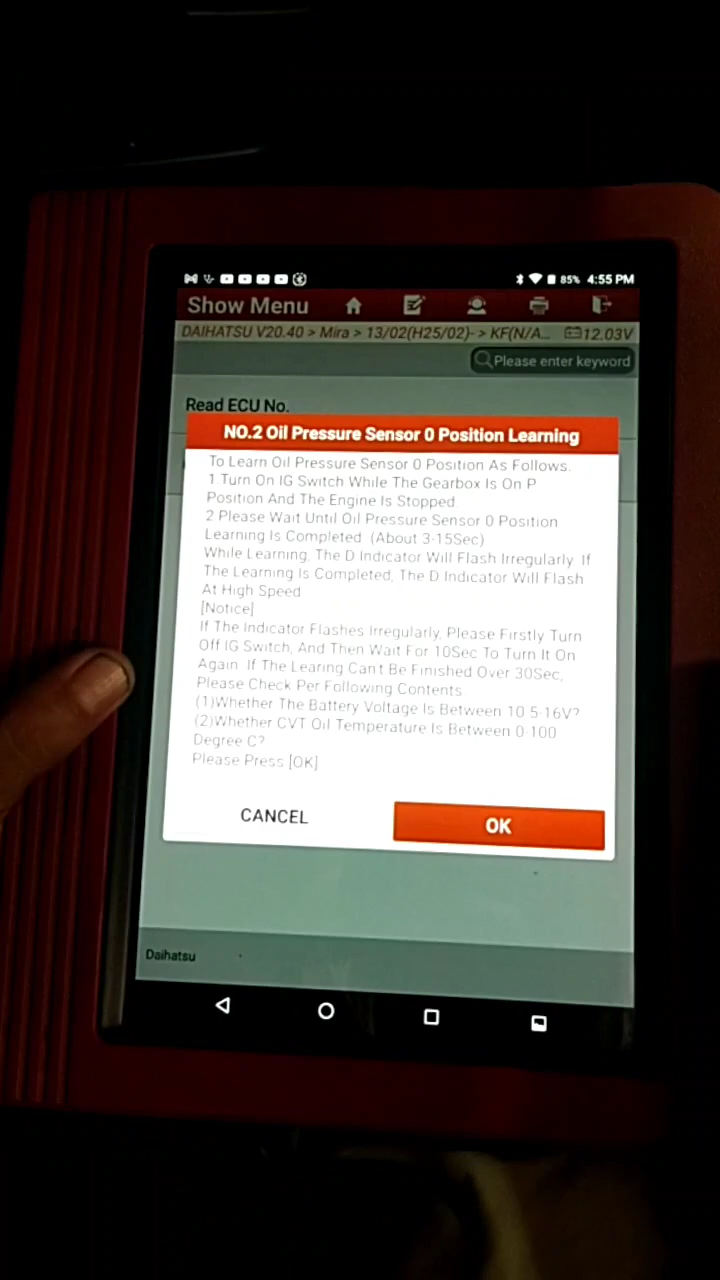 85% 4:55 PM
Show Menu
DAIHATSU V20.40 > Mira > 13/02(H25/02)- > KF(N/A... 12.03V
Please enter keyword
Read ECU No.
NO.2 Oil Pressure Sensor 0 Position Learning
To Learn Oil Pressure Sensor 0 Position As Follows.
1.Turn On IG Switch While The Gearbox Is On P
Position And The Engine Is Stopped.
2.Please Wait Until Oil Pressure Sensor 0 Position
Learning Is Completed. (About 3-15Sec)
While Learning, The D Indicator Will Flash Irregularly. If
The Learning Is Completed, The D Indicator Will Flash
At High Speed
[Notice]
If The Indicator Flashes Irregularly, Please Firstly Turn
Off IG Switch, And Then Wait For 10Sec To Turn It On
Again. If The Learing Can't Be Finished Over 30Sec,
Please Check Per Following Contents
(1)Whether The Battery Voltage Is Between 10.5-16V?
(2)Whether CVT Oil Temperature Is Between 0-100
Degree C?
Please Press [OK]
CANCEL
OK
Daihatsu